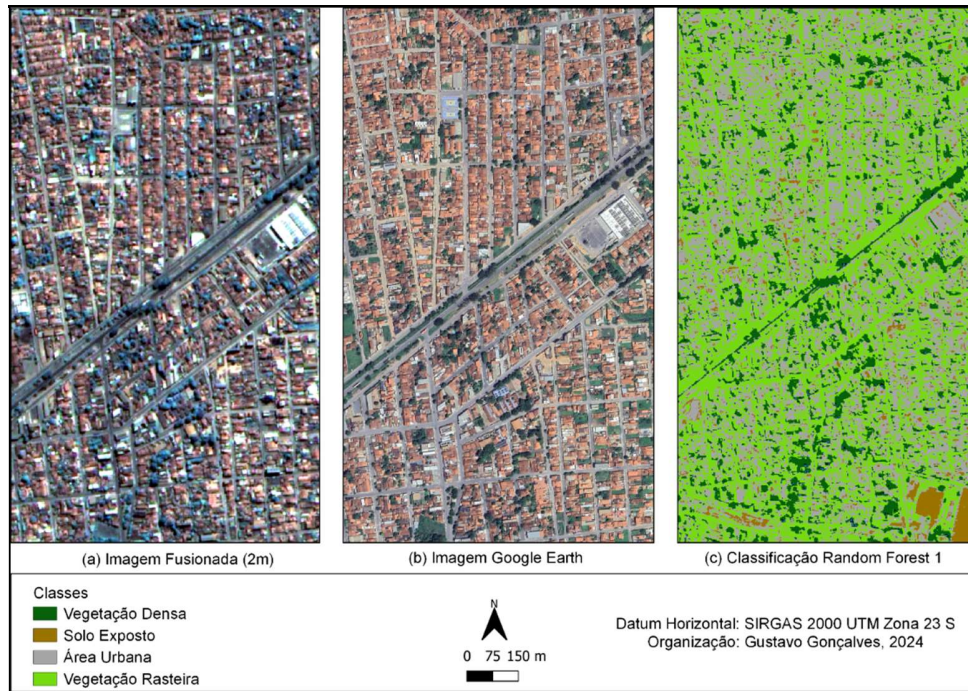 (a) Imagem Fusionada (2m)
(b) Imagem Google Earth
(c) Classificação Random Forest 1
Classes
Vegetação Densa
Solo Exposto
Área Urbana
Vegetação Rasteira
N
0 75 150 m
Datum Horizontal: SIRGAS 2000 UTM Zona 23 S
Organização: Gustavo Gonçalves, 2024